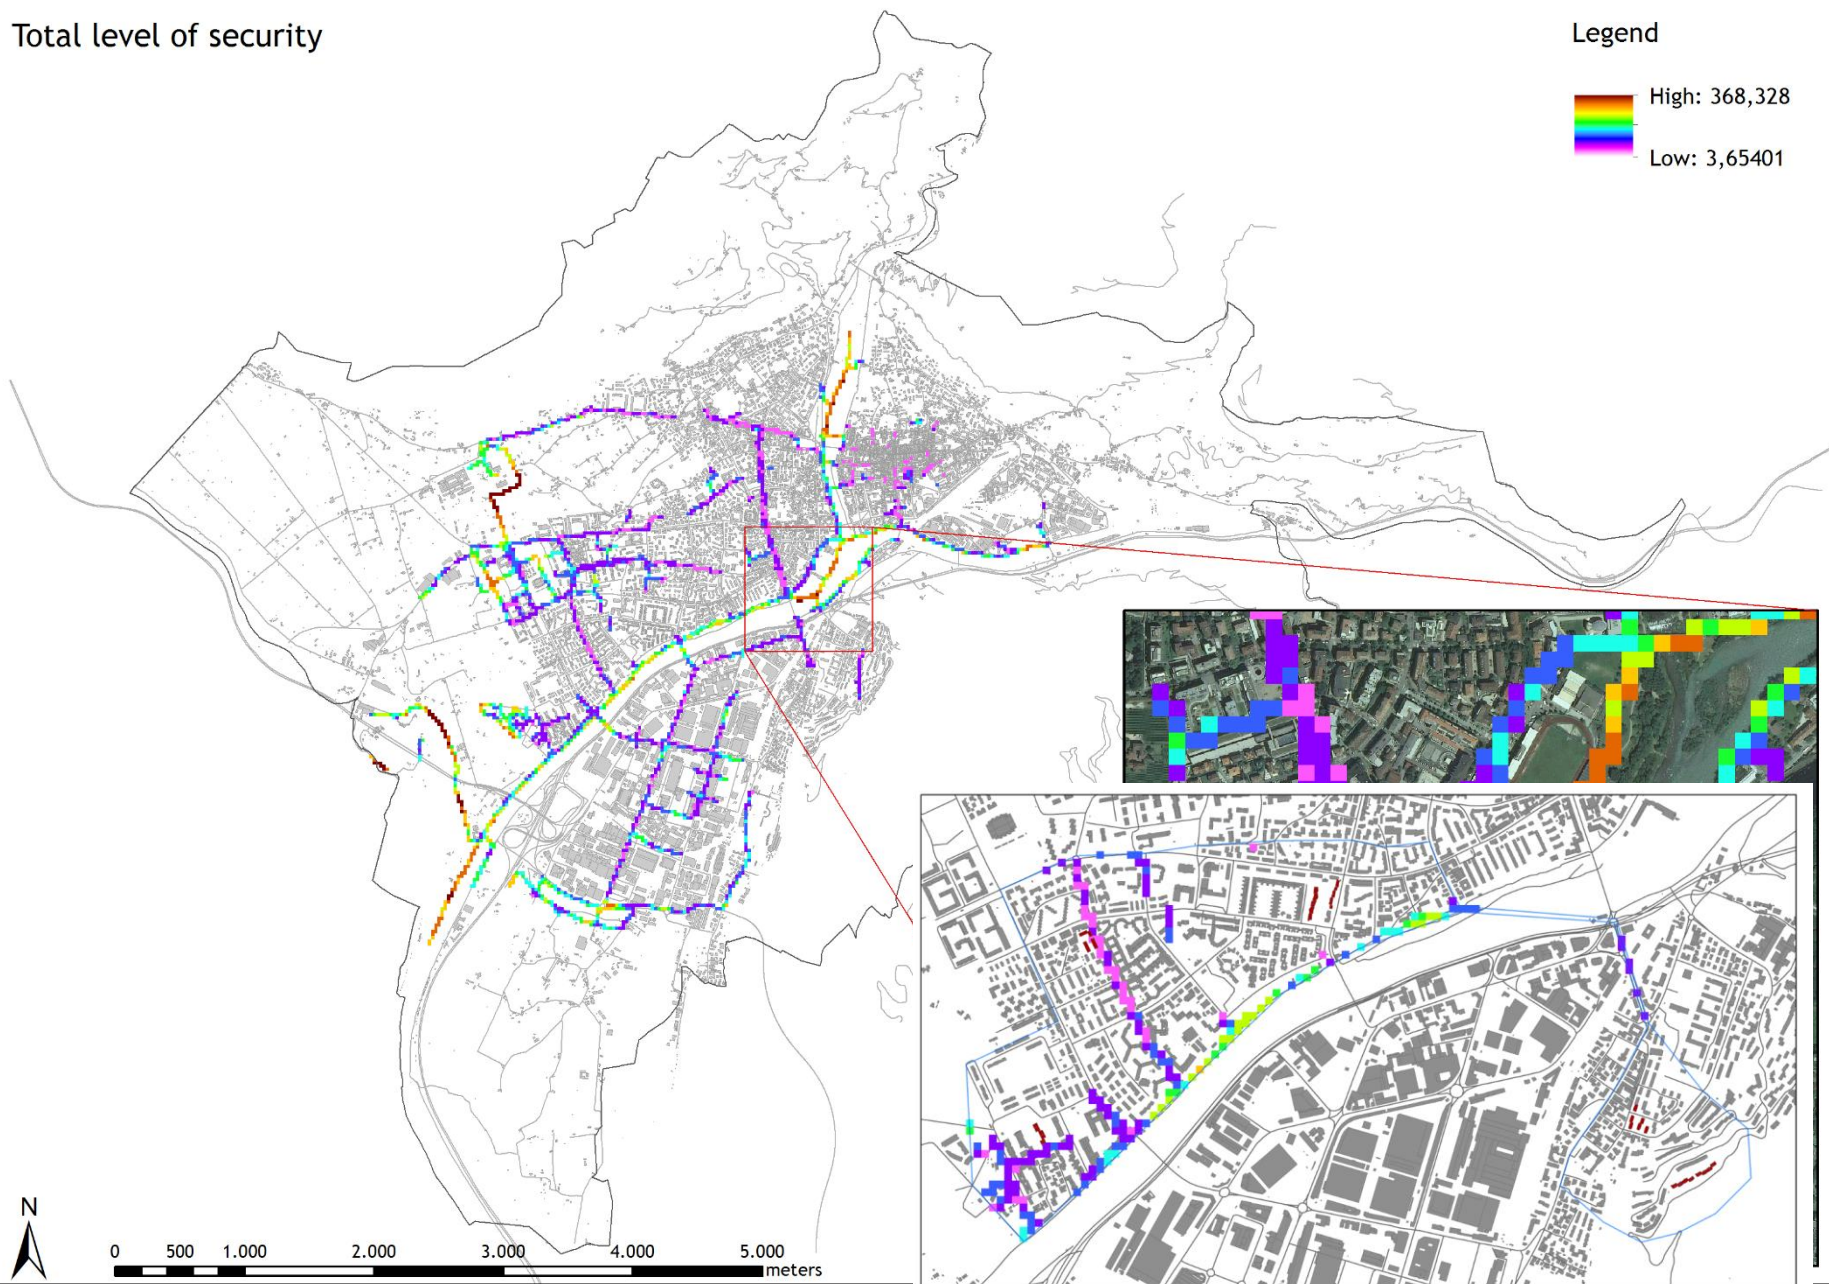 Total level of security
Legend
High: 368,328
Low: 3,65401
N
0 500 1.000 2.000 3.000 4.000 5.000
meters